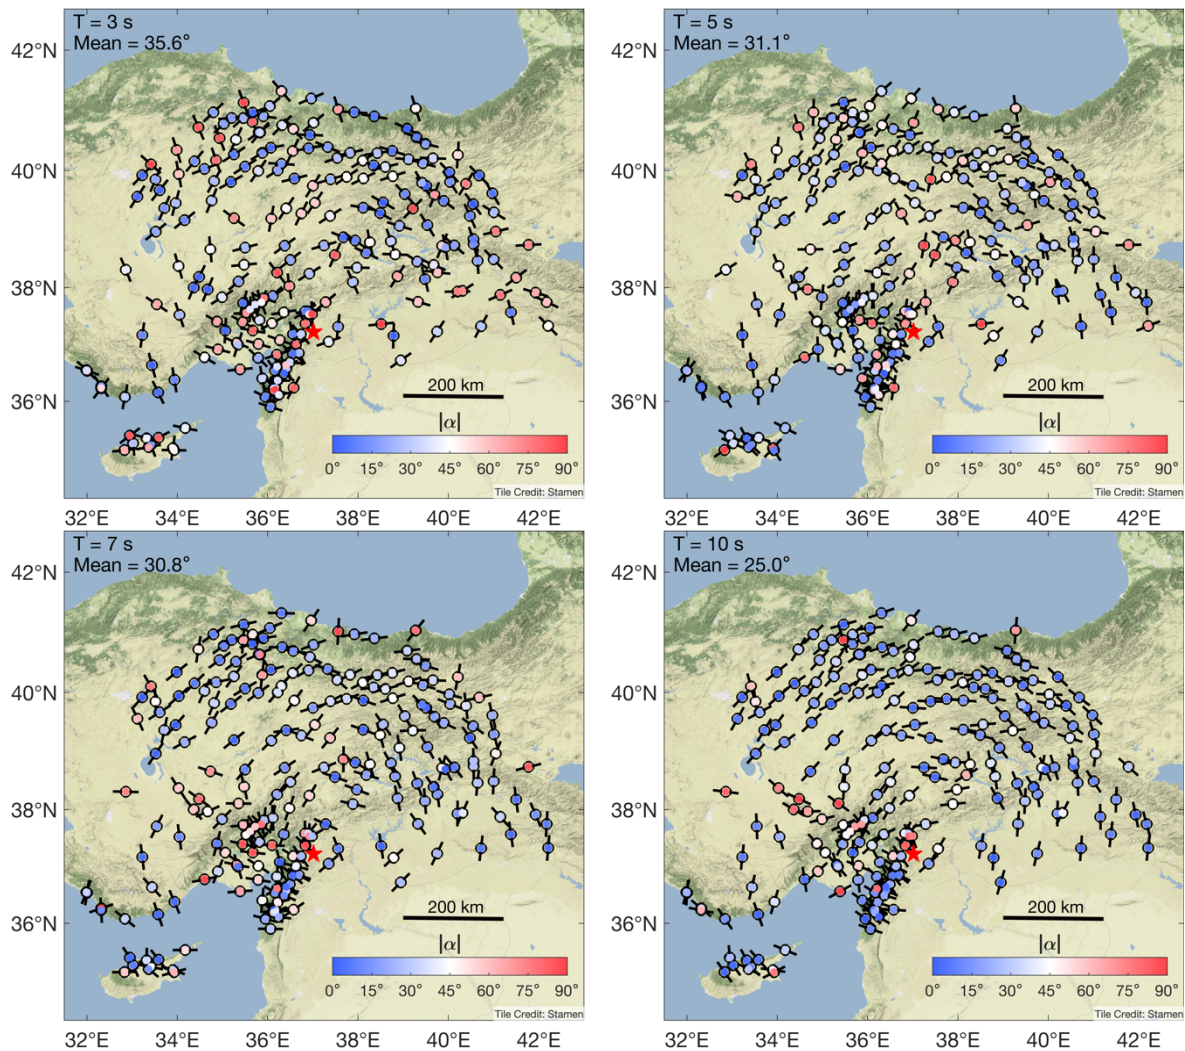 T = 3 s
Mean = 35.6°
42°N
40°N
38°N
36°N
200 km
|α|
0° 15° 30° 45° 60° 75° 90°
Tile Credit: Stamen
32°E 34°E 36°E 38°E 40°E 42°E
T = 5 s
Mean = 31.1°
42°N
40°N
38°N
36°N
200 km
|α|
0° 15° 30° 45° 60° 75° 90°
Tile Credit: Stamen
32°E 34°E 36°E 38°E 40°E 42°E
T = 7 s
Mean = 30.8°
42°N
40°N
38°N
36°N
200 km
|α|
0° 15° 30° 45° 60° 75° 90°
Tile Credit: Stamen
32°E 34°E 36°E 38°E 40°E 42°E
T = 10 s
Mean = 25.0°
42°N
40°N
38°N
36°N
200 km
|α|
0° 15° 30° 45° 60° 75° 90°
Tile Credit: Stamen
32°E 34°E 36°E 38°E 40°E 42°E